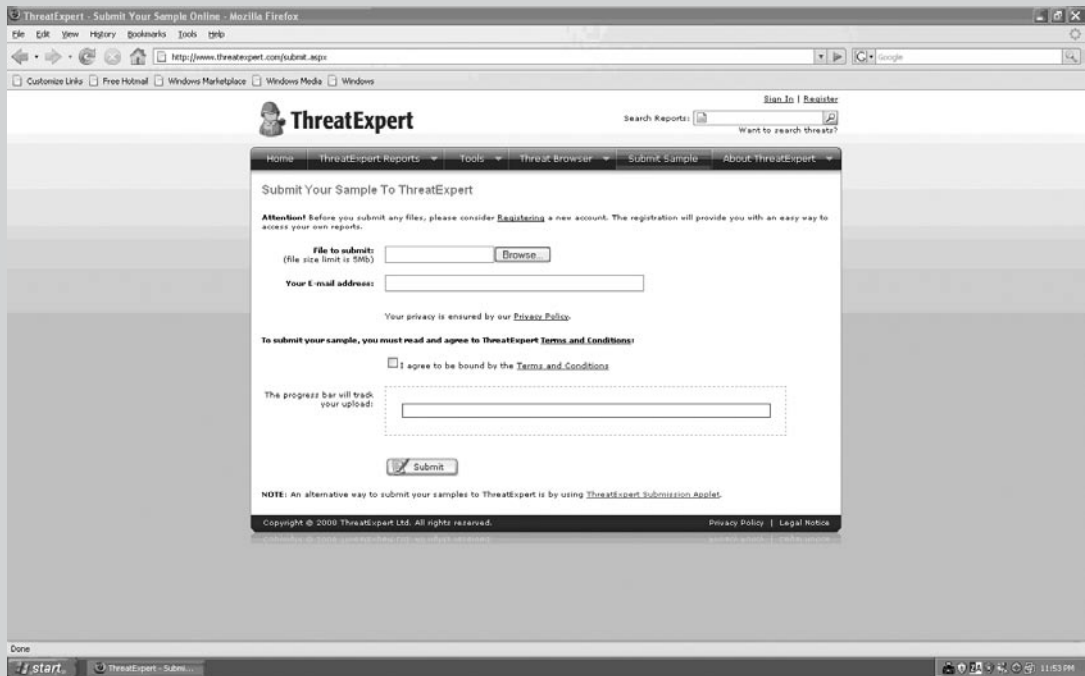 ThreatExpert - Submit Your Sample Online - Mozilla Firefox
File Edit View History Bookmarks Tools Help
http://www.threatexpert.com/submit.aspx
Google
Customize Links Free Hotmail Windows Marketplace Windows Media Windows
Sign In | Register
ThreatExpert
Search Reports:
Want to search threats?
Home ThreatExpert Reports Tools Threat Browser Submit Sample About ThreatExpert
Submit Your Sample To ThreatExpert
Attention! Before you submit any files, please consider Registering a new account. The registration will provide you with an easy way to
access your own reports.
File to submit:
(file size limit is 5Mb)
Browse...
Your E-mail address:
Your privacy is ensured by our Privacy Policy.
To submit your sample, you must read and agree to ThreatExpert Terms and Conditions:
I agree to be bound by the Terms and Conditions
The progress bar will track
your upload:
Submit
NOTE: An alternative way to submit your samples to ThreatExpert is by using ThreatExpert Submission Applet.
Copyright © ThreatExpert Ltd. All rights reserved.
Privacy Policy | Legal Notice
Done
start
ThreatExpert - Submi...
11:53 PM